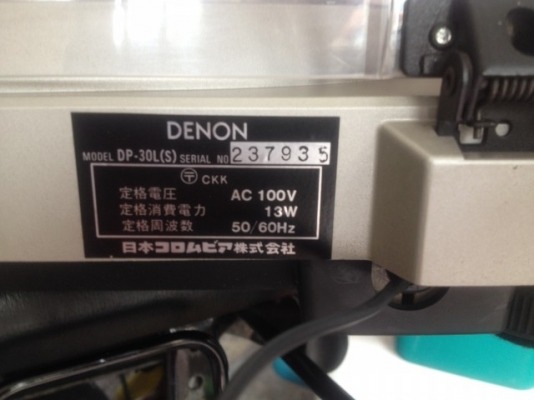 DENON
MODEL DP-30L(S) SERIAL NO 237935
〒 CKK
定格電圧 AC 100V
定格消費電力 13W
定格周波数 50/60Hz
日本コロムビア株式会社